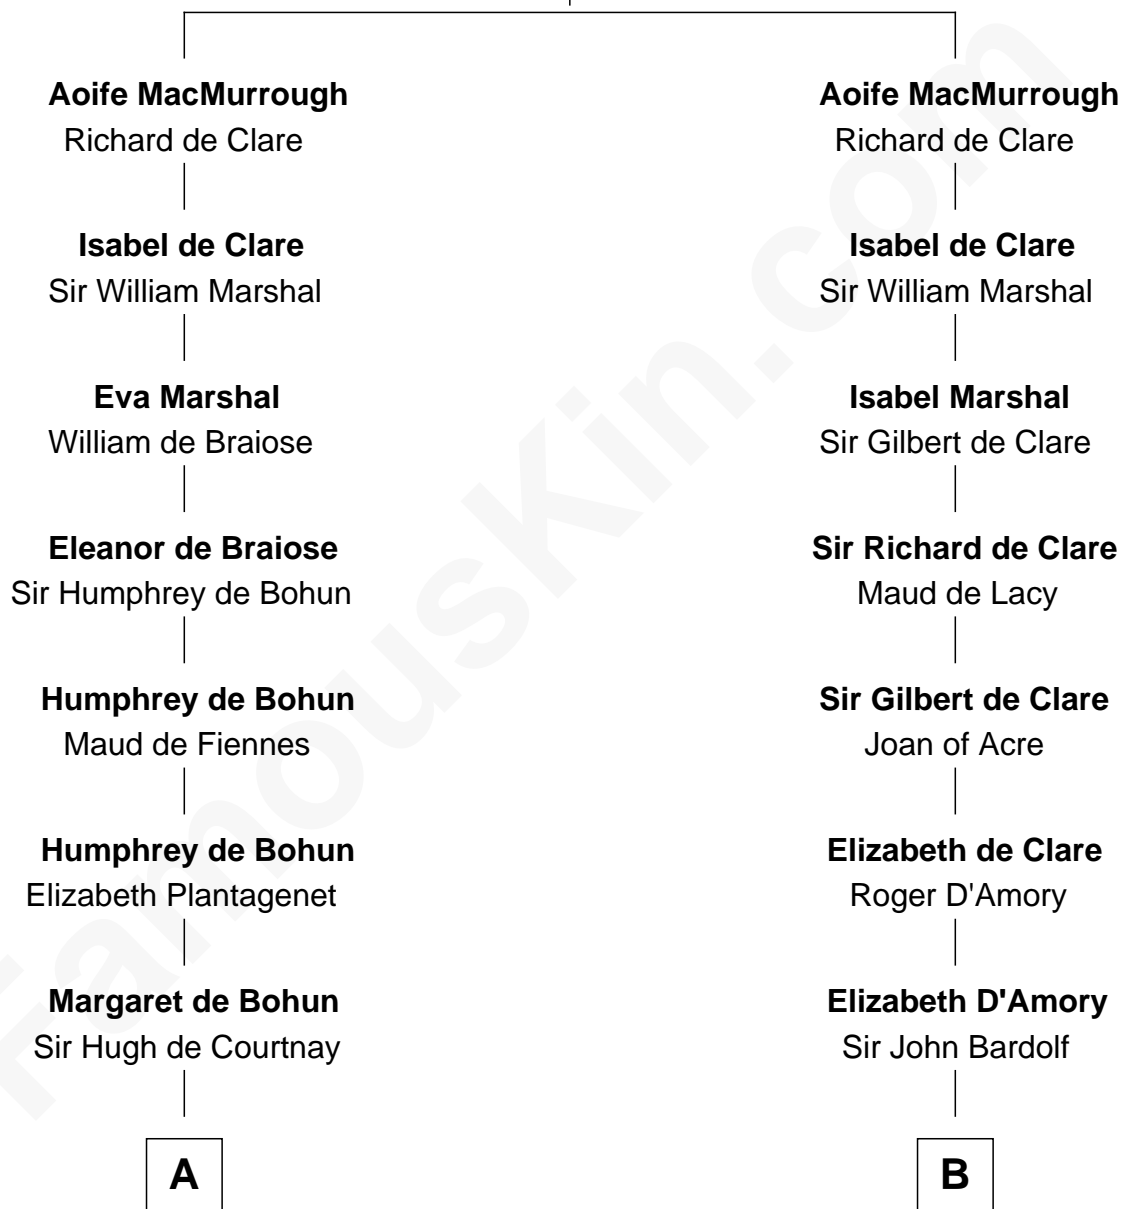 Aoife MacMurrough
Richard de Clare
Isabel de Clare
Sir William Marshal
Eva Marshal
William de Braiose
Eleanor de Braiose
Sir Humphrey de Bohun
Humphrey de Bohun
Maud de Fiennes
Humphrey de Bohun
Elizabeth Plantagenet
Margaret de Bohun
Sir Hugh de Courtnay
A
Aoife MacMurrough
Richard de Clare
Isabel de Clare
Sir William Marshal
Isabel Marshal
Sir Gilbert de Clare
Sir Richard de Clare
Maud de Lacy
Sir Gilbert de Clare
Joan of Acre
Elizabeth de Clare
Roger D'Amory
Elizabeth D'Amory
Sir John Bardolf
B
FamousKin.com